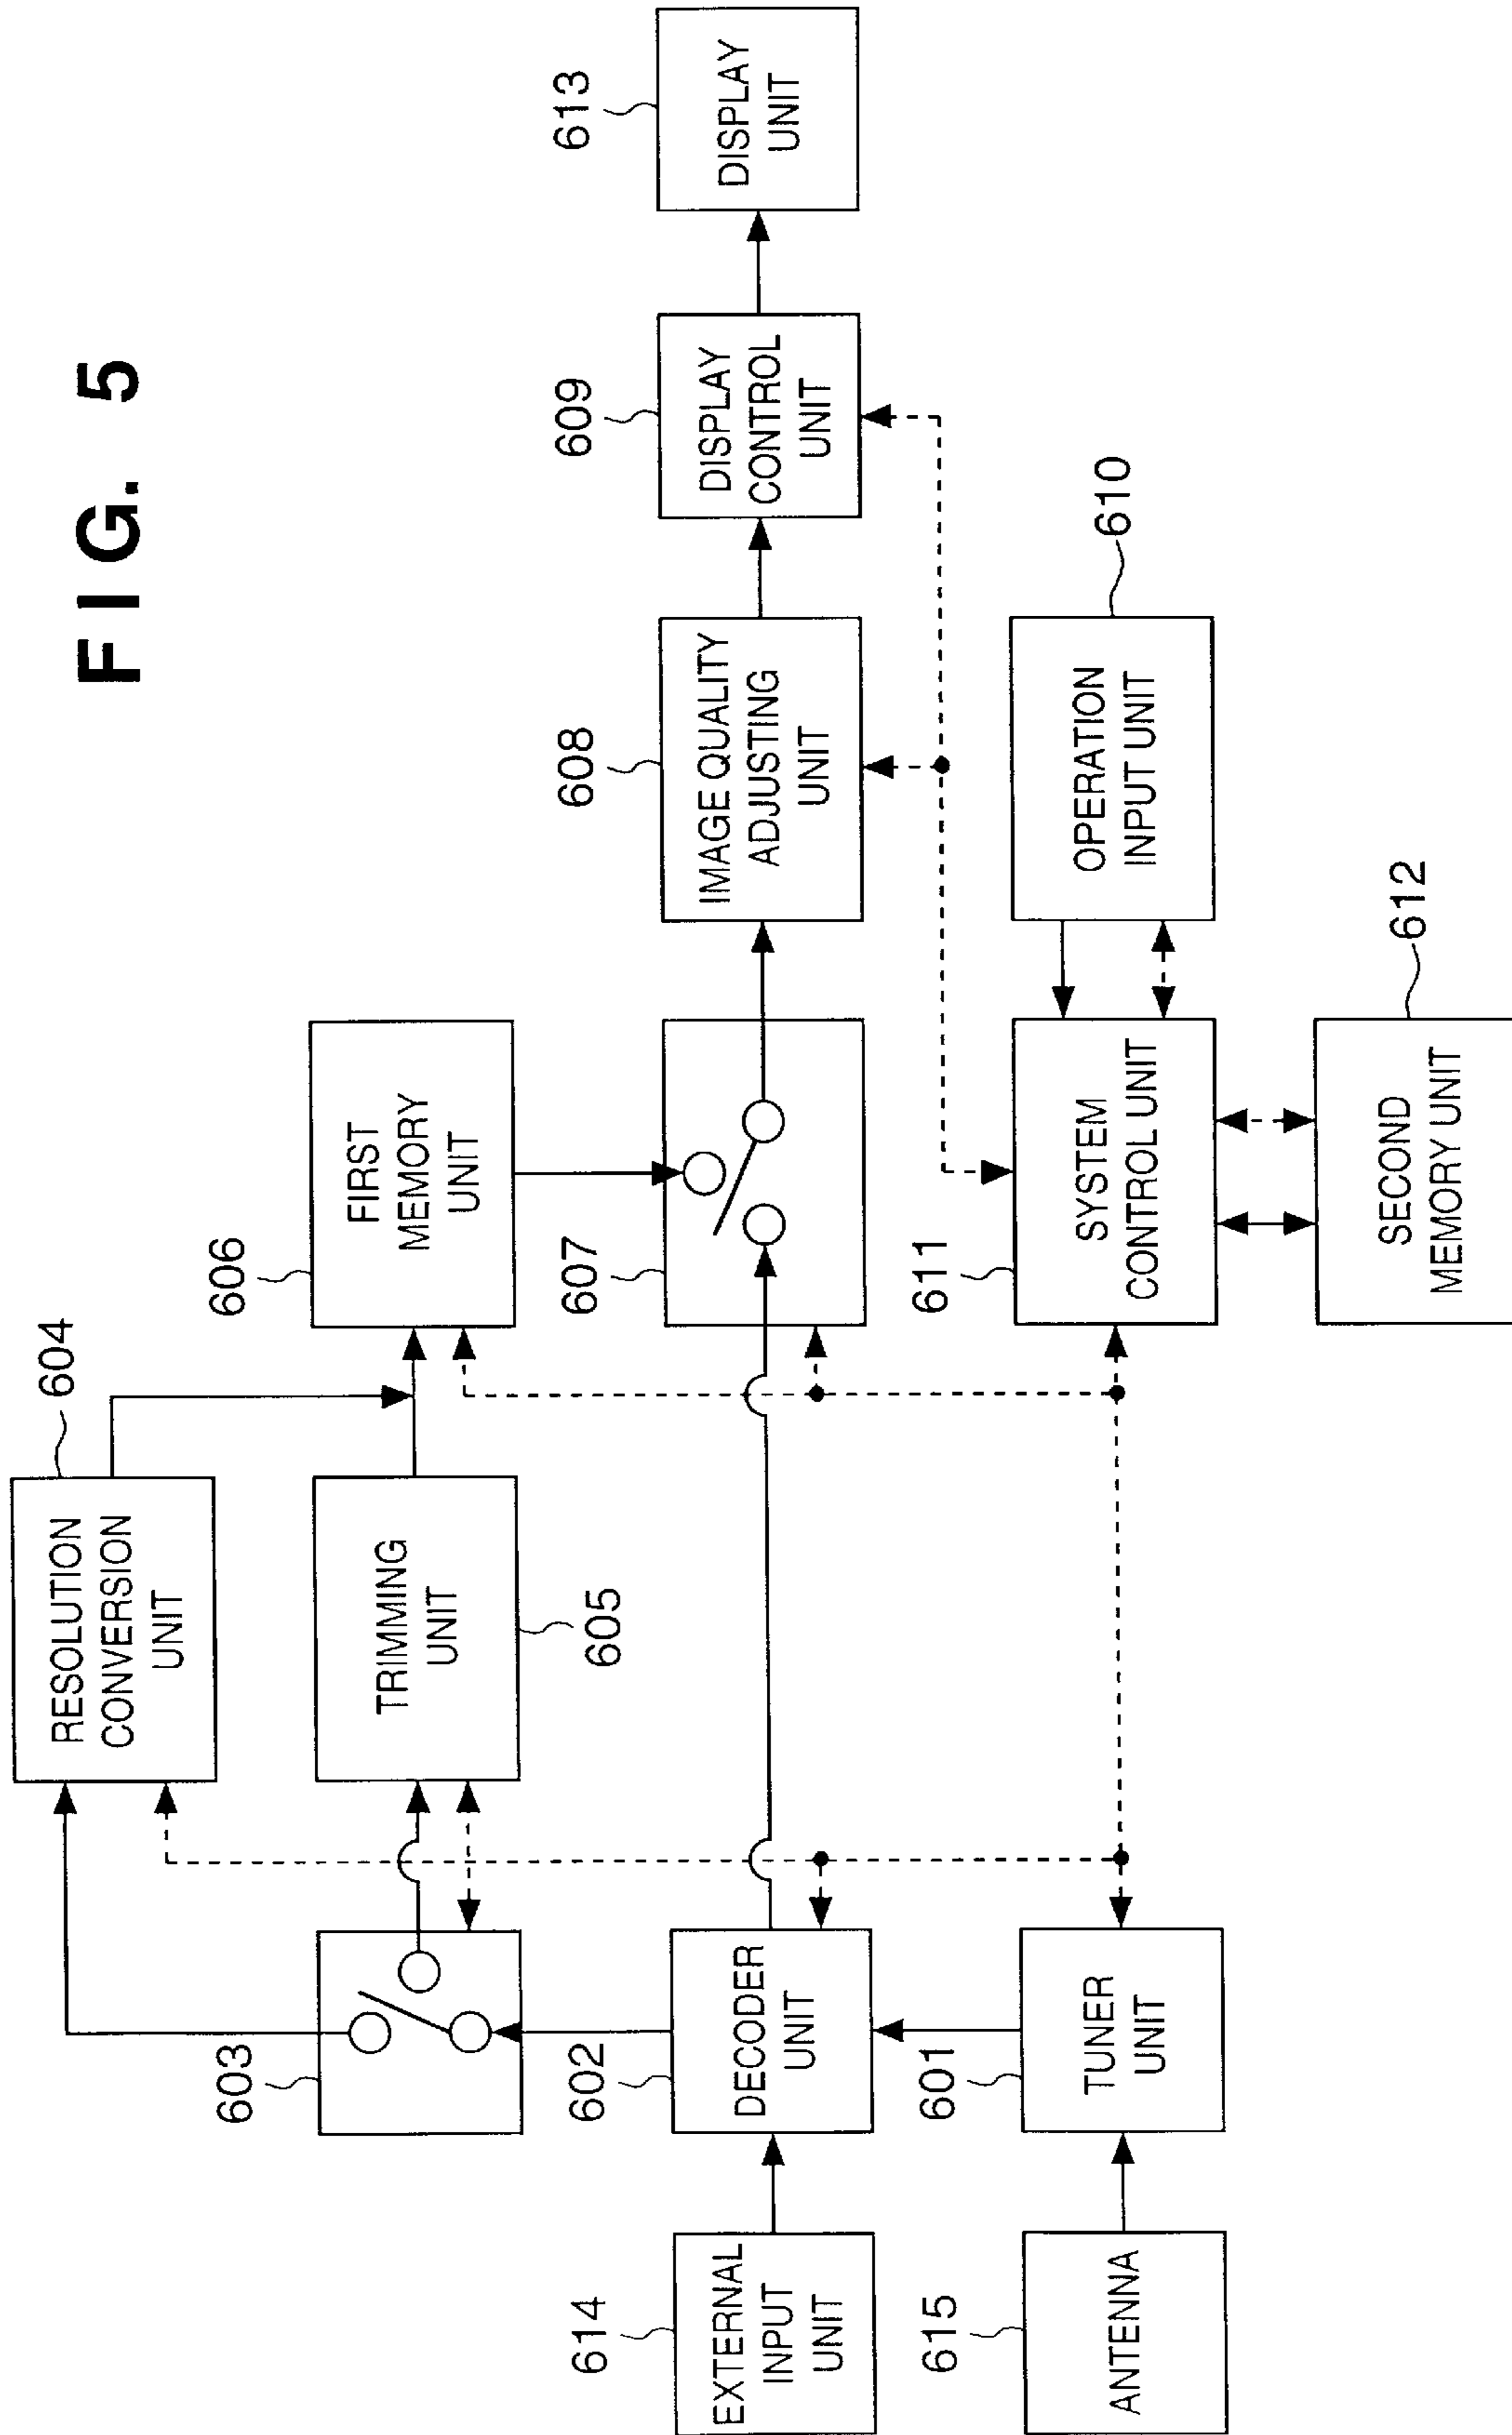 FIG. 5
604
RESOLUTION
CONVERSION
UNIT
606
FIRST
MEMORY
UNIT
603
TRIMMING
UNIT
605
613
DISPLAY
UNIT
609
DISPLAY
CONTROL
UNIT
608
IMAGE QUALITY
ADJUSTING
UNIT
607
602
DECODER
UNIT
614
EXTERNAL
INPUT
UNIT
610
OPERATION
INPUT UNIT
611
SYSTEM
CONTROL UNIT
601
TUNER
UNIT
615
ANTENNA
612
SECOND
MEMORY UNIT